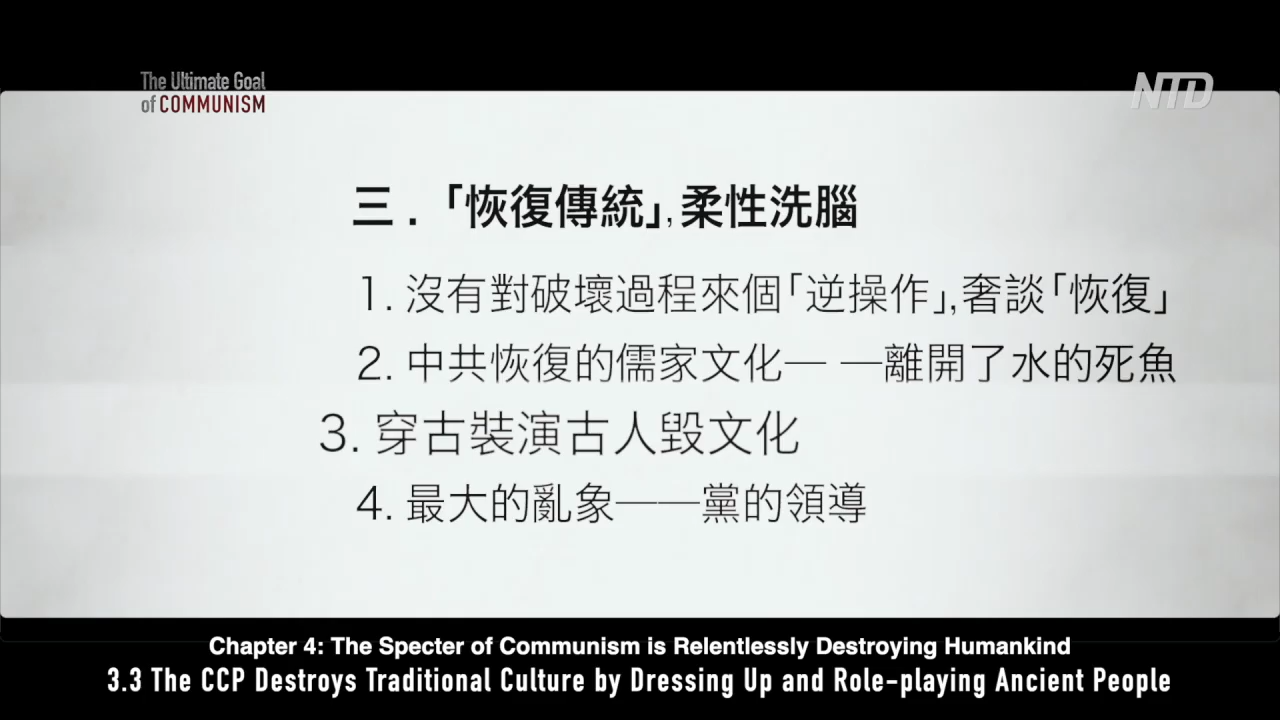 The Ultimate Goal
of COMMUNISM
NTD
三．「恢復傳統」,柔性洗腦
1. 沒有對破壞過程來個「逆操作」,奢談「恢復」
2. 中共恢復的儒家文化— —離開了水的死魚
3. 穿古裝演古人毀文化
4. 最大的亂象——黨的領導
Chapter 4: The Specter of Communism is Relentlessly Destroying Humankind
3.3 The CCP Destroys Traditional Culture by Dressing Up and Role-playing Ancient People